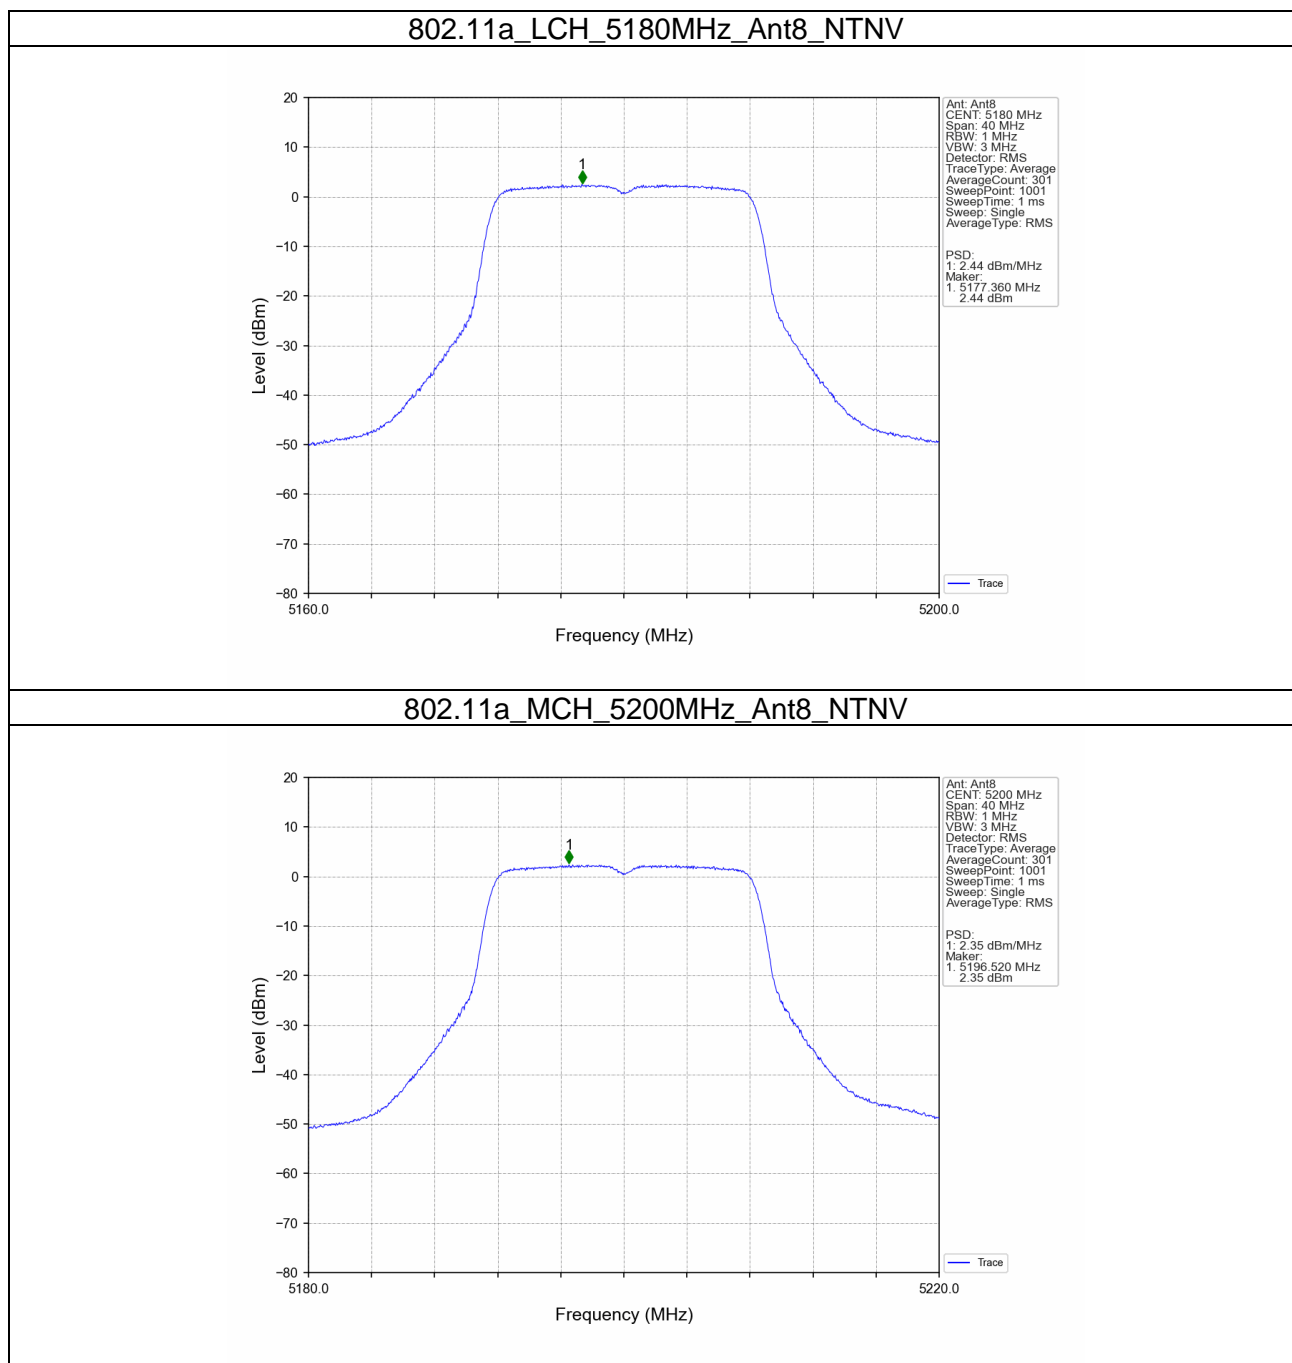 802.11a_LCH_5180MHz_Ant8_NTNV
20
10
0
−10
−20
−30
−40
−50
−60
−70
−80
Level (dBm)
1
5160.0
5200.0
Frequency (MHz)
Ant: Ant8
CENT: 5180 MHz
Span: 40 MHz
RBW: 1 MHz
VBW: 3 MHz
Detector: RMS
TraceType: Average
AverageCount: 301
SweepPoint: 1001
SweepTime: 1 ms
Sweep: Single
AverageType: RMS
PSD:
1: 2.44 dBm/MHz
Maker:
1. 5177.360 MHz
2.44 dBm
Trace
802.11a_MCH_5200MHz_Ant8_NTNV
20
10
0
−10
−20
−30
−40
−50
−60
−70
−80
Level (dBm)
1
5180.0
5220.0
Frequency (MHz)
Ant: Ant8
CENT: 5200 MHz
Span: 40 MHz
RBW: 1 MHz
VBW: 3 MHz
Detector: RMS
TraceType: Average
AverageCount: 301
SweepPoint: 1001
SweepTime: 1 ms
Sweep: Single
AverageType: RMS
PSD:
1: 2.35 dBm/MHz
Maker:
1. 5196.520 MHz
2.35 dBm
Trace